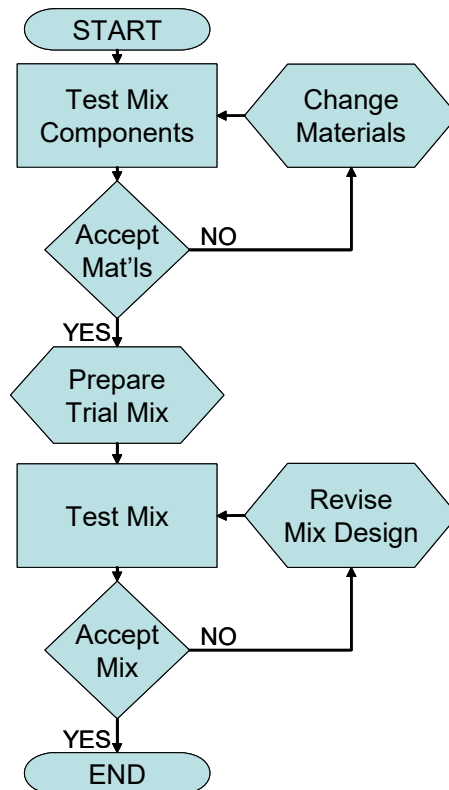 START
Test Mix
Components
Change
Materials
Accept
Mat'ls
NO
YES
Prepare
Trial Mix
Test Mix
Revise
Mix Design
Accept
Mix
NO
YES
END